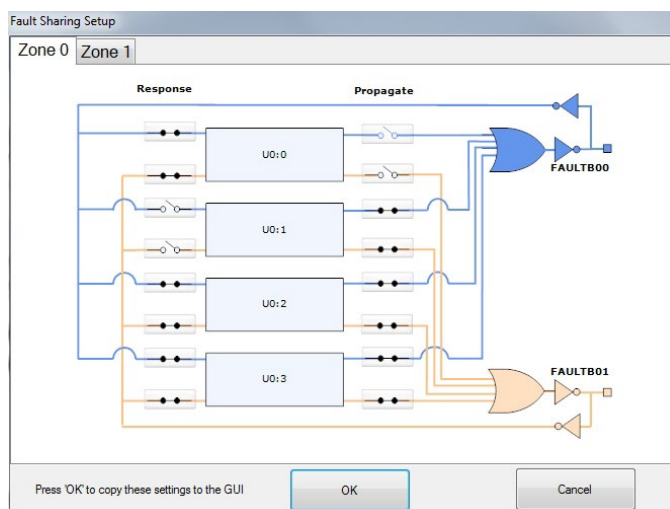 Fault Sharing Setup
Zone 0 Zone 1
Response Propagate
U0:0
FAULTB00
U0:1
U0:2
FAULTB01
U0:3
Press 'OK' to copy these settings to the GUI OK Cancel